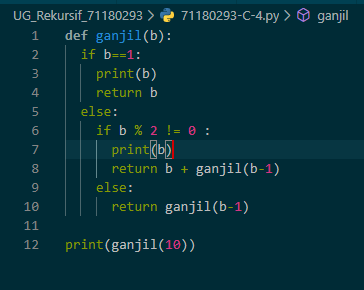 UG_Rekursif_71180293 > 71180293-C-4.py > ganjil
1 def ganjil(b):
2   if b==1:
3     print(b)
4     return b
5   else:
6     if b % 2 != 0 :
7       print(b)
8       return b + ganjil(b-1)
9     else:
10       return ganjil(b-1)
11
12 print(ganjil(10))